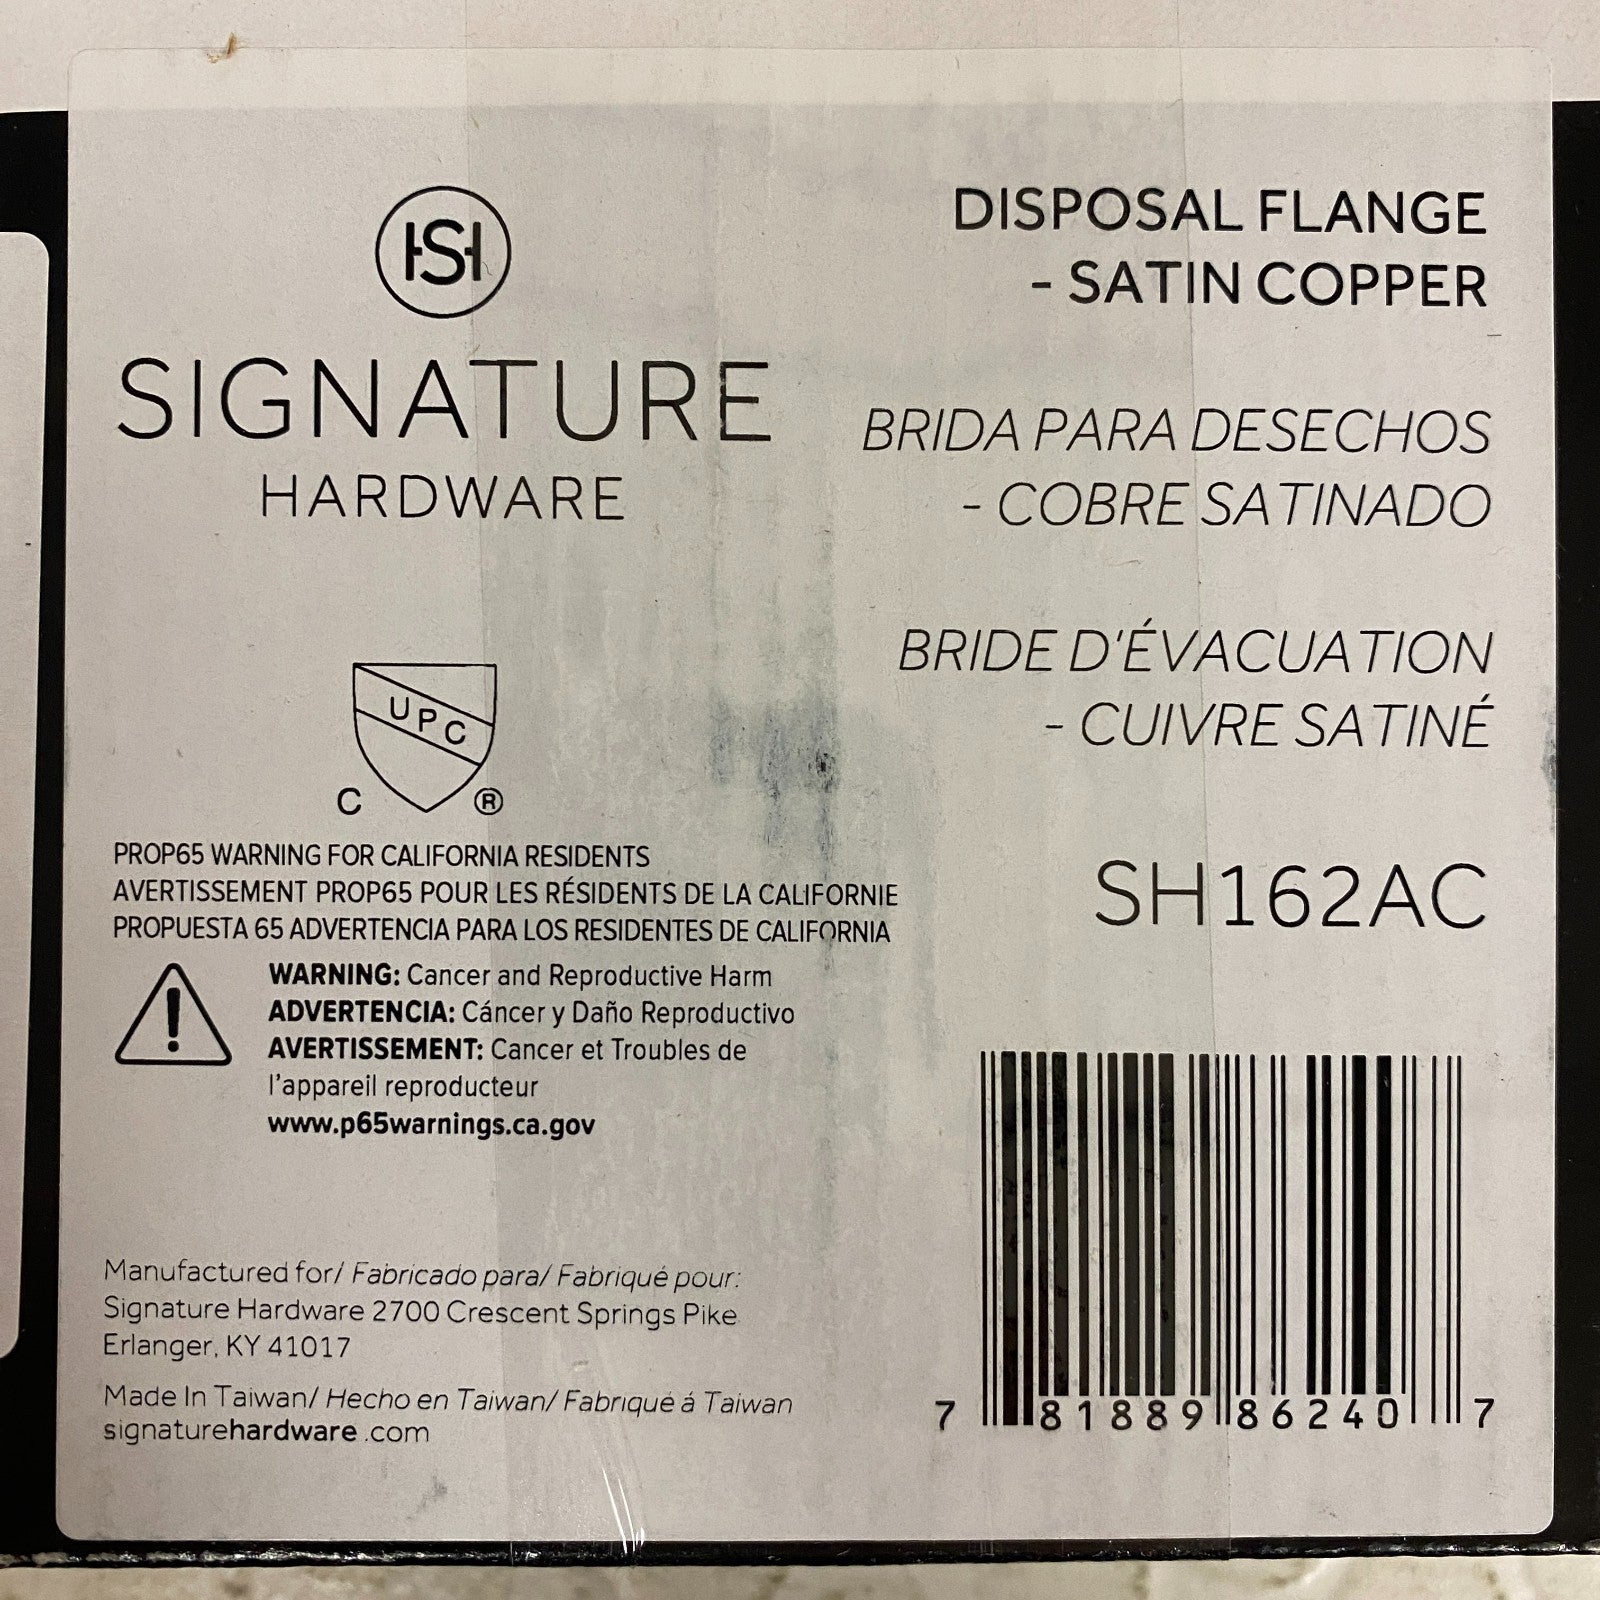 HS
SIGNATURE
HARDWARE
DISPOSAL FLANGE
- SATIN COPPER
BRIDA PARA DESECHOS
- COBRE SATINADO
BRIDE D'ÉVACUATION
- CUIVRE SATINÉ
UPC
C ®
SH162AC
PROP65 WARNING FOR CALIFORNIA RESIDENTS
AVERTISSEMENT PROP65 POUR LES RÉSIDENTS DE LA CALIFORNIE
PROPUESTA 65 ADVERTENCIA PARA LOS RESIDENTES DE CALIFORNIA
WARNING: Cancer and Reproductive Harm
ADVERTENCIA: Cáncer y Daño Reproductivo
AVERTISSEMENT: Cancer et Troubles de
l'appareil reproducteur
www.p65warnings.ca.gov
Manufactured for/ Fabricado para/ Fabriqué pour:
Signature Hardware 2700 Crescent Springs Pike
Erlanger, KY 41017
Made In Taiwan/ Hecho en Taiwan/ Fabriqué á Taiwan
signaturehardware.com
7 81889 86240 7